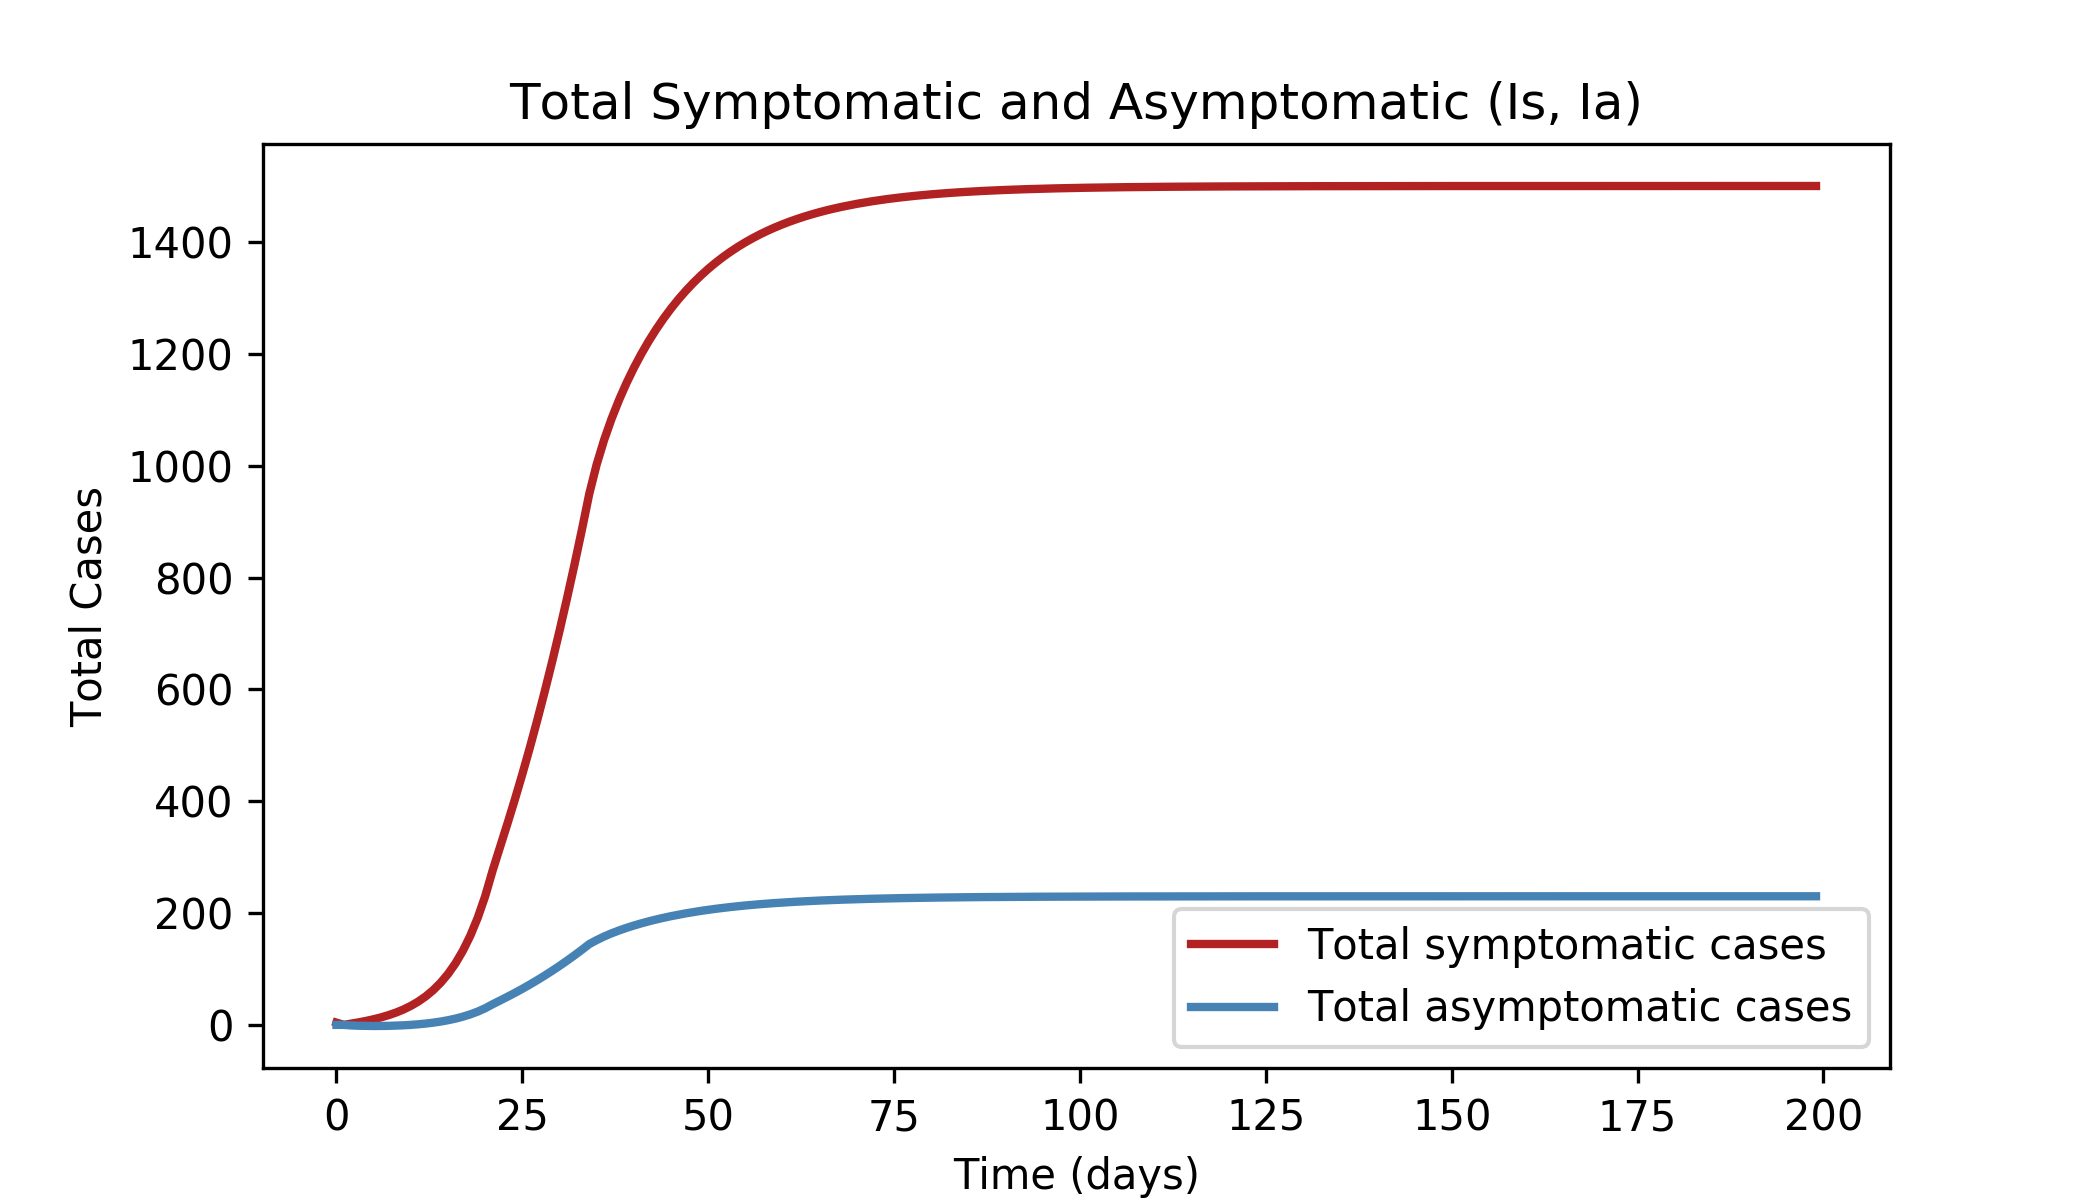 Total Symptomatic and Asymptomatic (Is, Ia)
Total Cases
1400
1200
1000
800
600
400
200
0
Total symptomatic cases
Total asymptomatic cases
0 25 50 75 100 125 150 175 200
Time (days)